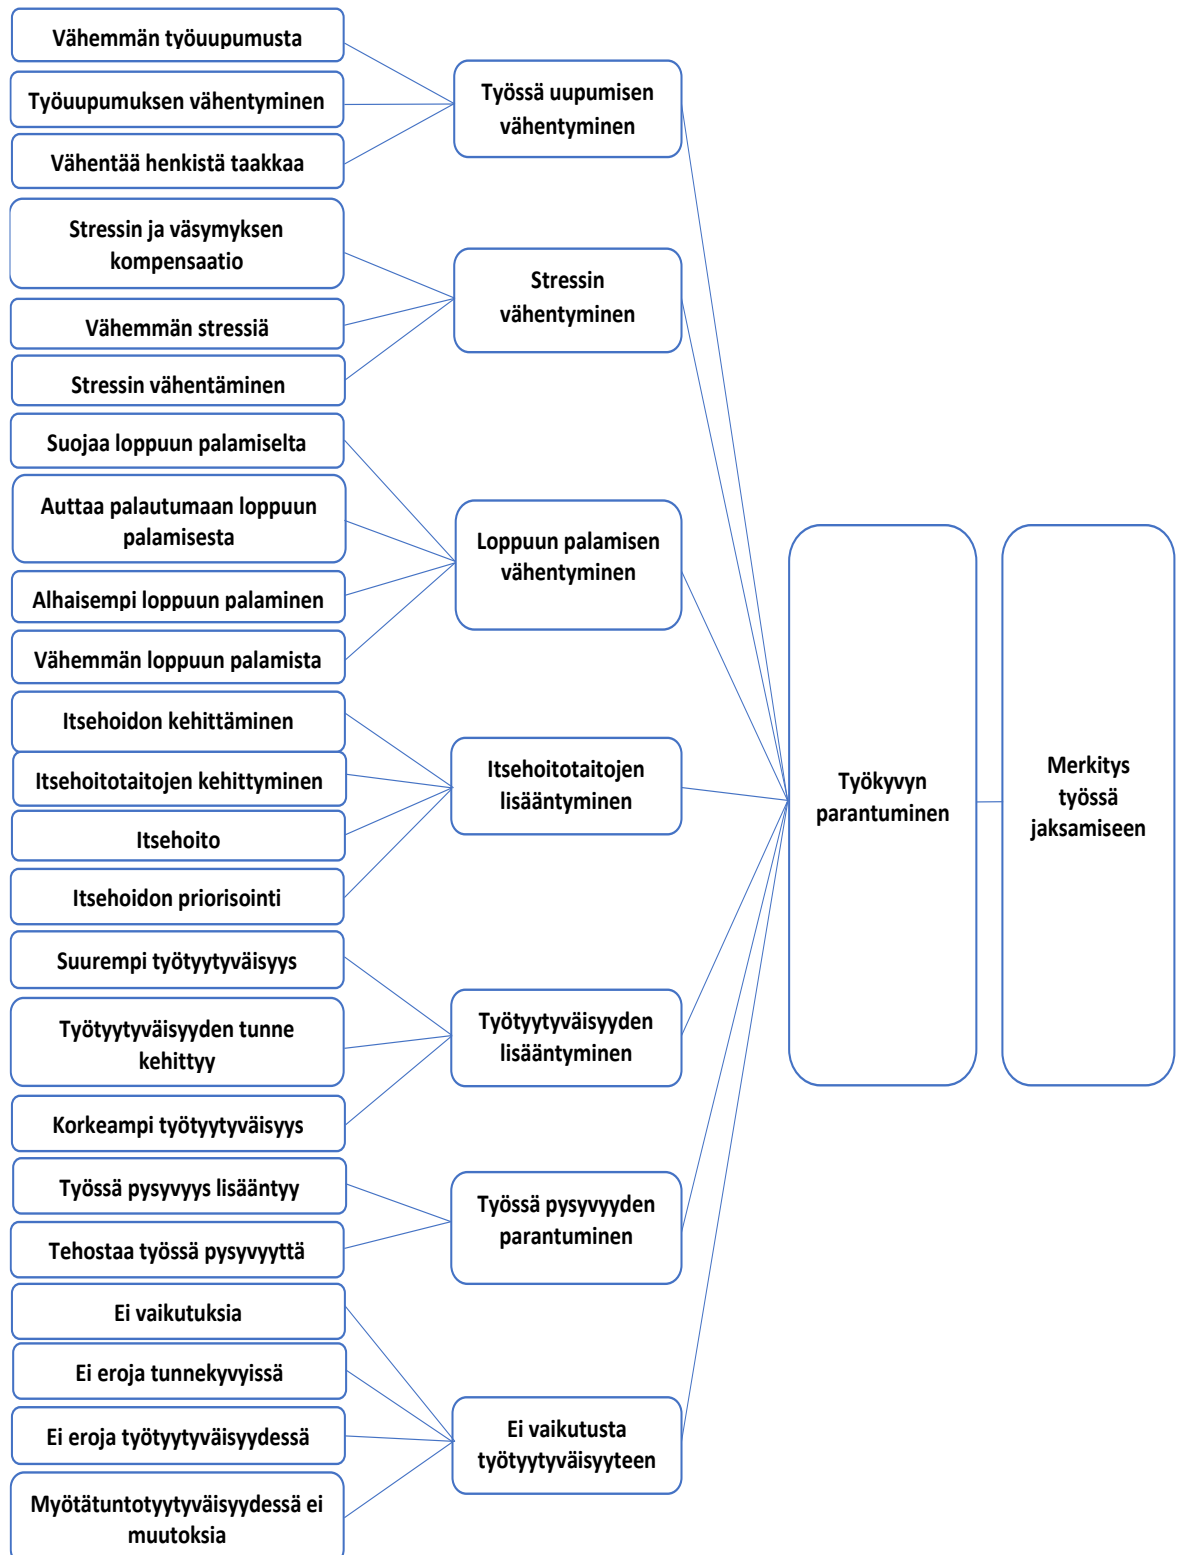 Vähemmän työuupumusta
Työuupumuksen vähentyminen
Vähentää henkistä taakkaa
Stressin ja väsymyksen
kompensaatio
Vähemmän stressiä
Stressin vähentäminen
Suojaa loppuun palamiselta
Auttaa palautumaan loppuun
palamisesta
Alhaisempi loppuun palaminen
Vähemmän loppuun palamista
Itsehoidon kehittäminen
Itsehoitotaitojen kehittyminen
Itsehoito
Itsehoidon priorisointi
Suurempi työtyytyväisyys
Työtyytyväisyyden tunne
kehittyy
Korkeampi työtyytyväisyys
Työssä pysyvyys lisääntyy
Tehostaa työssä pysyvyyttä
Ei vaikutuksia
Ei eroja tunnekyvyissä
Ei eroja työtyytyväisyydessä
Myötätuntotyytyväisyydessä ei
muutoksia
Työssä uupumisen
vähentyminen
Stressin
vähentyminen
Loppuun palamisen
vähentyminen
Itsehoitotaitojen
lisääntyminen
Työtyytyväisyyden
lisääntyminen
Työssä pysyvyyden
parantuminen
Ei vaikutusta
työtyytyväisyyteen
Työkyvyn
parantuminen
Merkitys
työssä
jaksamiseen